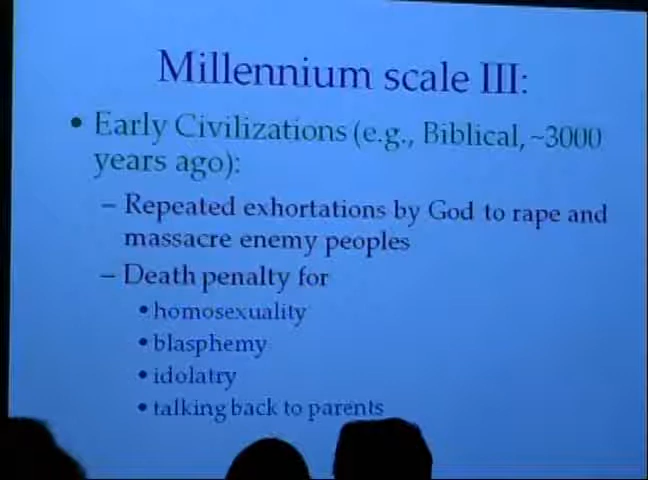 Millennium scale III:
• Early Civilizations (e.g., Biblical, ~3000
years ago):
– Repeated exhortations by God to rape and
massacre enemy peoples
– Death penalty for
• homosexuality
• blasphemy
• idolatry
• talking back to parents